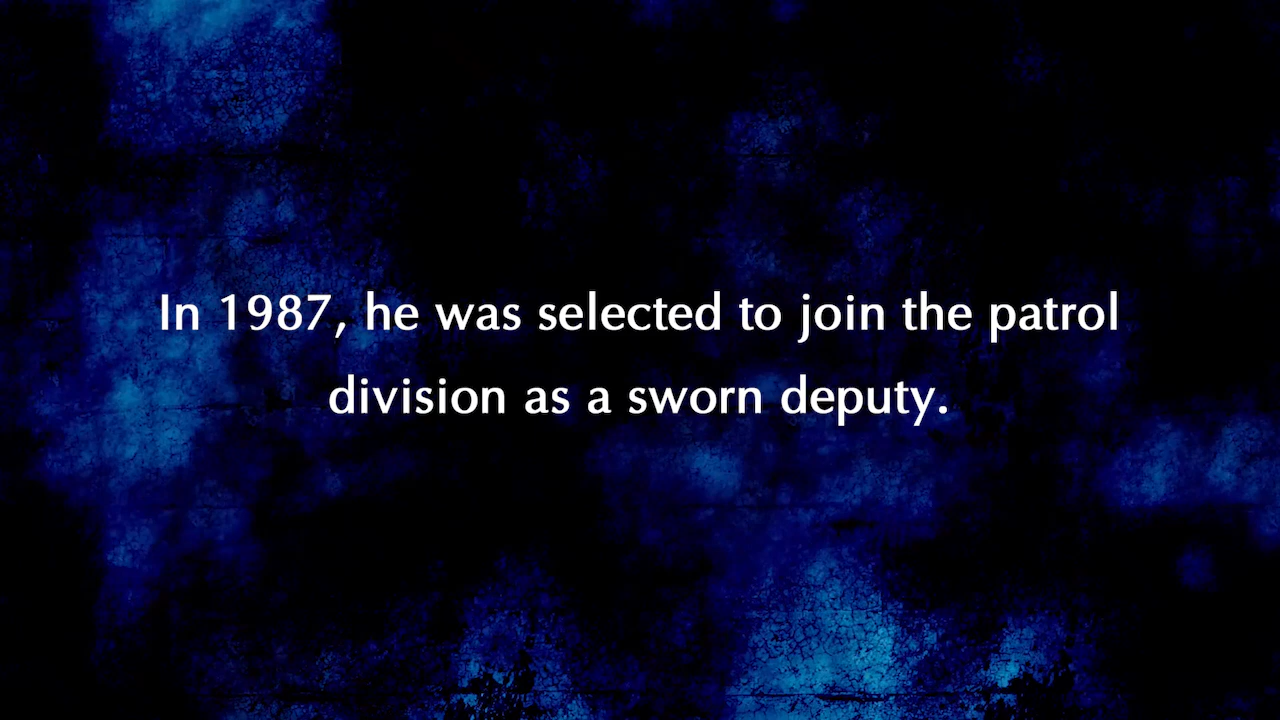 In 1987, he was selected to join the patrol
division as a sworn deputy.